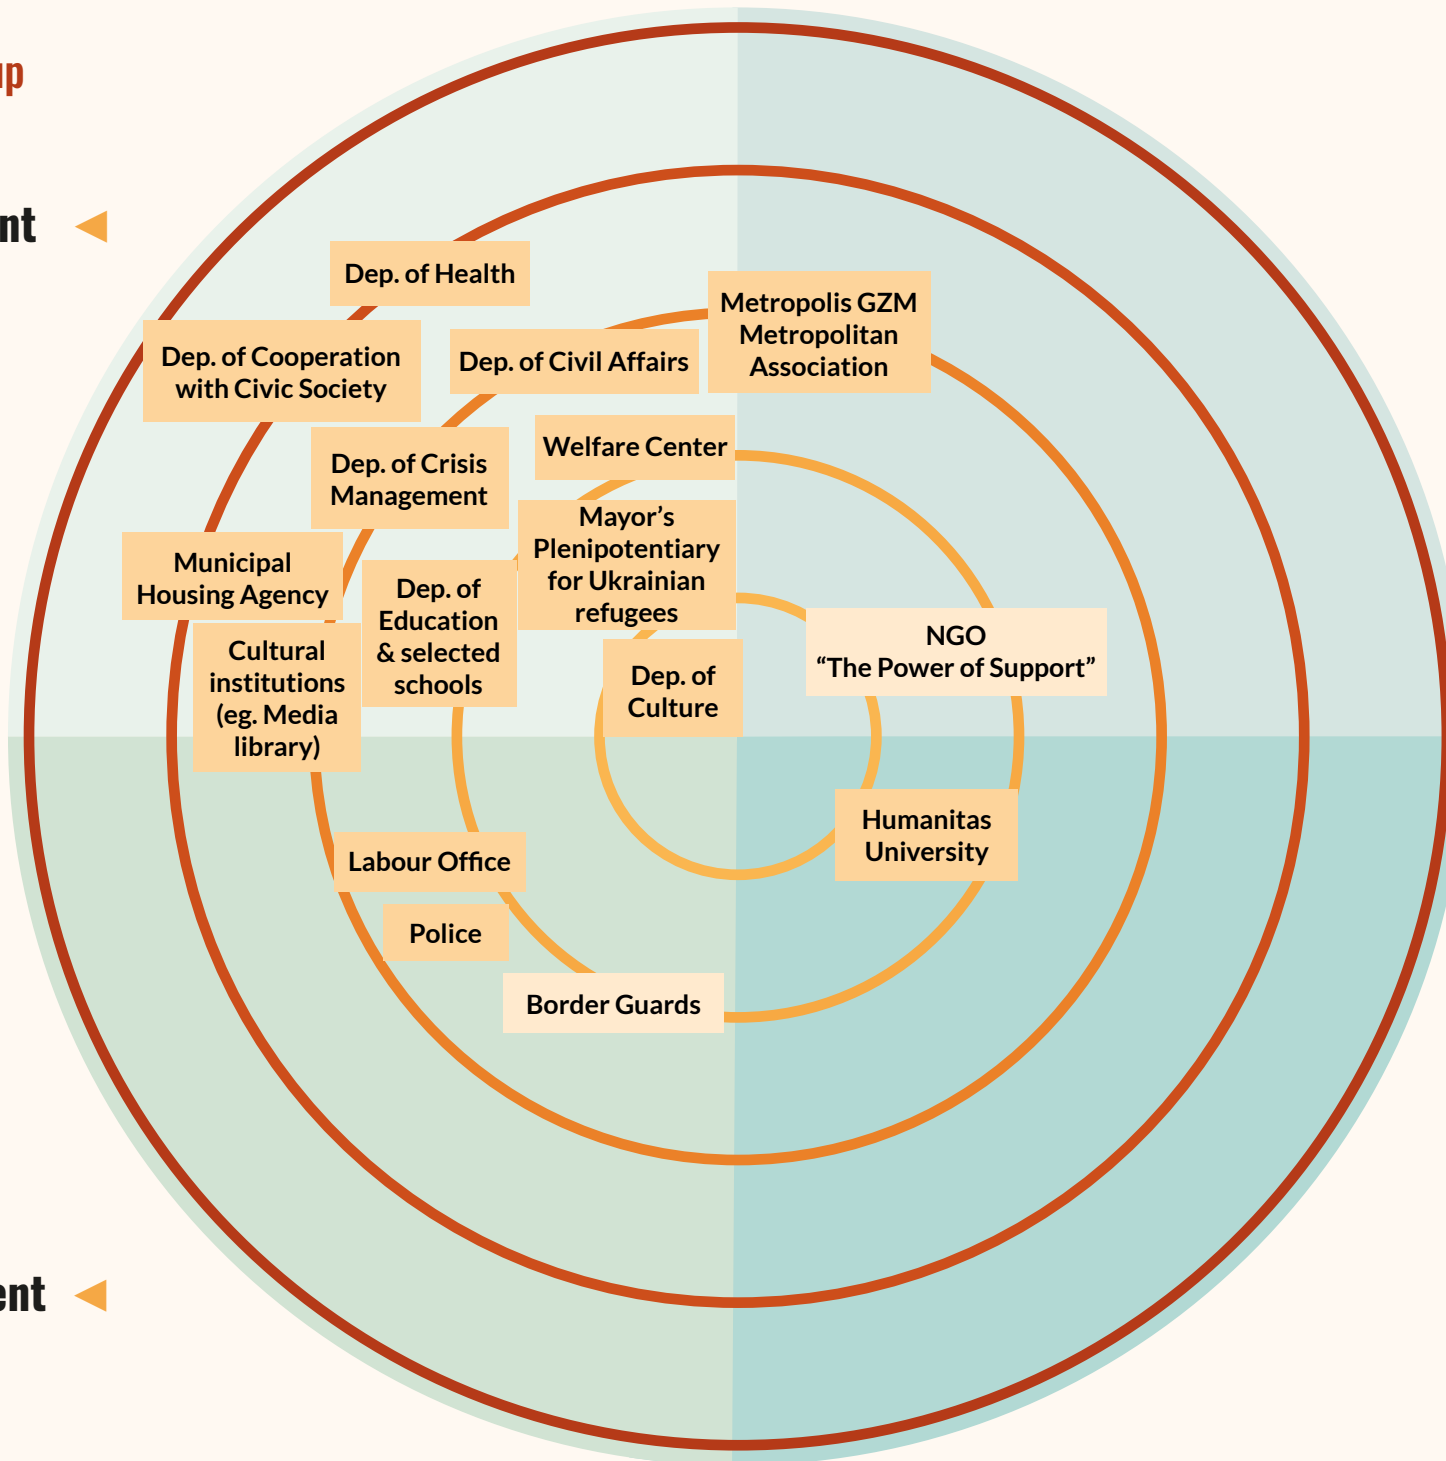 up
nt
Dep. of Health
Metropolis GZM
Metropolitan
Association
Dep. of Cooperation
with Civic Society
Dep. of Civil Affairs
Welfare Center
Dep. of Crisis
Management
Mayor’s
Plenipotentiary
for Ukrainian
refugees
Municipal
Housing Agency
Dep. of
Education
& selected
schools
NGO
“The Power of Support”
Cultural
institutions
(eg. Media
library)
Dep. of
Culture
Humanitas
University
Labour Office
Police
Border Guards
ent